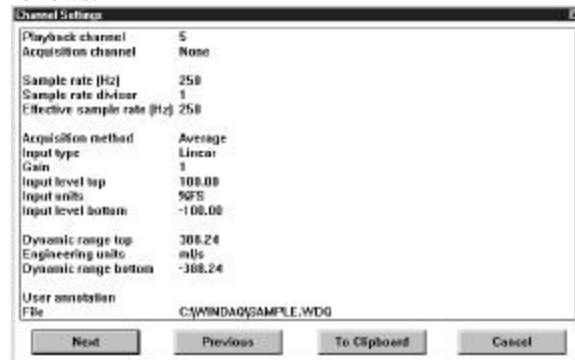 Channel Settings
Playback channel 5
Acquisition channel None
Sample rate (Hz) 250
Sample rate divisor 1
Effective sample rate (Hz) 250
Acquisition method Average
Input type Linear
Gain 1
Input level top 100.00
Input units %FS
Input level bottom -100.00
Dynamic range top 388.24
Engineering units ml/s
Dynamic range bottom -388.24
User annotation
File C:\WINDAQ\SAMPLE.WDQ
Next Previous To Clipboard Cancel